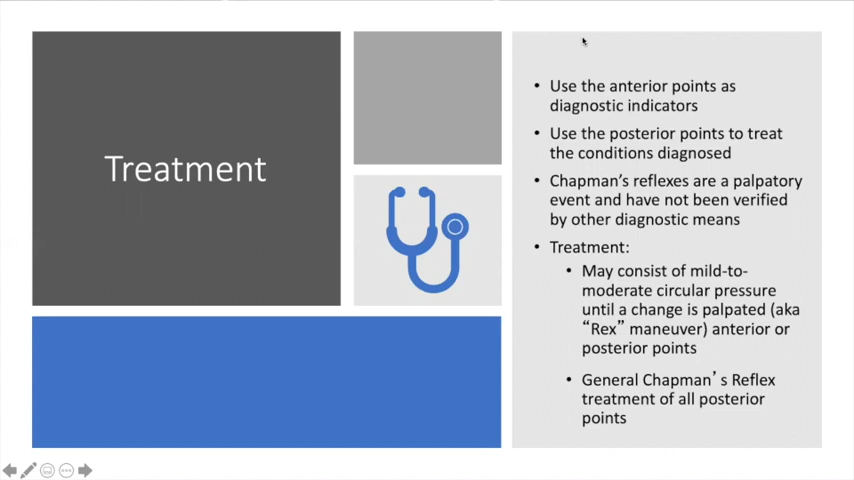 Treatment
• Use the anterior points as
diagnostic indicators
• Use the posterior points to treat
the conditions diagnosed
• Chapman's reflexes are a palpatory
event and have not been verified
by other diagnostic means
• Treatment:
• May consist of mild-to-
moderate circular pressure
until a change is palpated (aka
“Rex” maneuver) anterior or
posterior points
• General Chapman's Reflex
treatment of all posterior
points